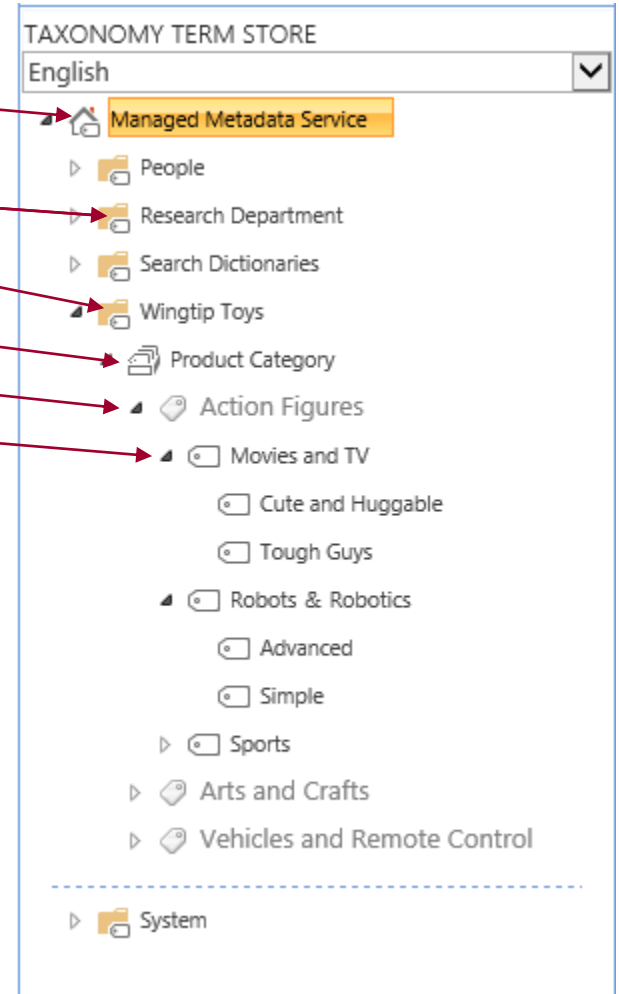 TAXONOMY TERM STORE
English
Managed Metadata Service
People
Research Department
Search Dictionaries
Wingtip Toys
Product Category
Action Figures
Movies and TV
Cute and Huggable
Tough Guys
Robots & Robotics
Advanced
Simple
Sports
Arts and Crafts
Vehicles and Remote Control
System